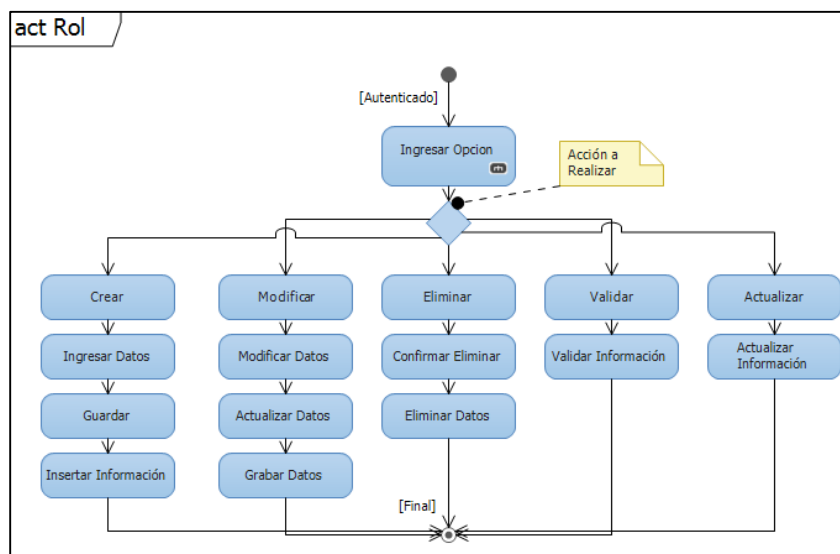 act Rol
[Autenticado]
Ingresar Opcion
Acción a
Realizar
Crear
Modificar
Eliminar
Validar
Actualizar
Ingresar Datos
Modificar Datos
Confirmar Eliminar
Validar Información
Actualizar
Información
Guardar
Actualizar Datos
Eliminar Datos
Insertar Información
Grabar Datos
[Final]